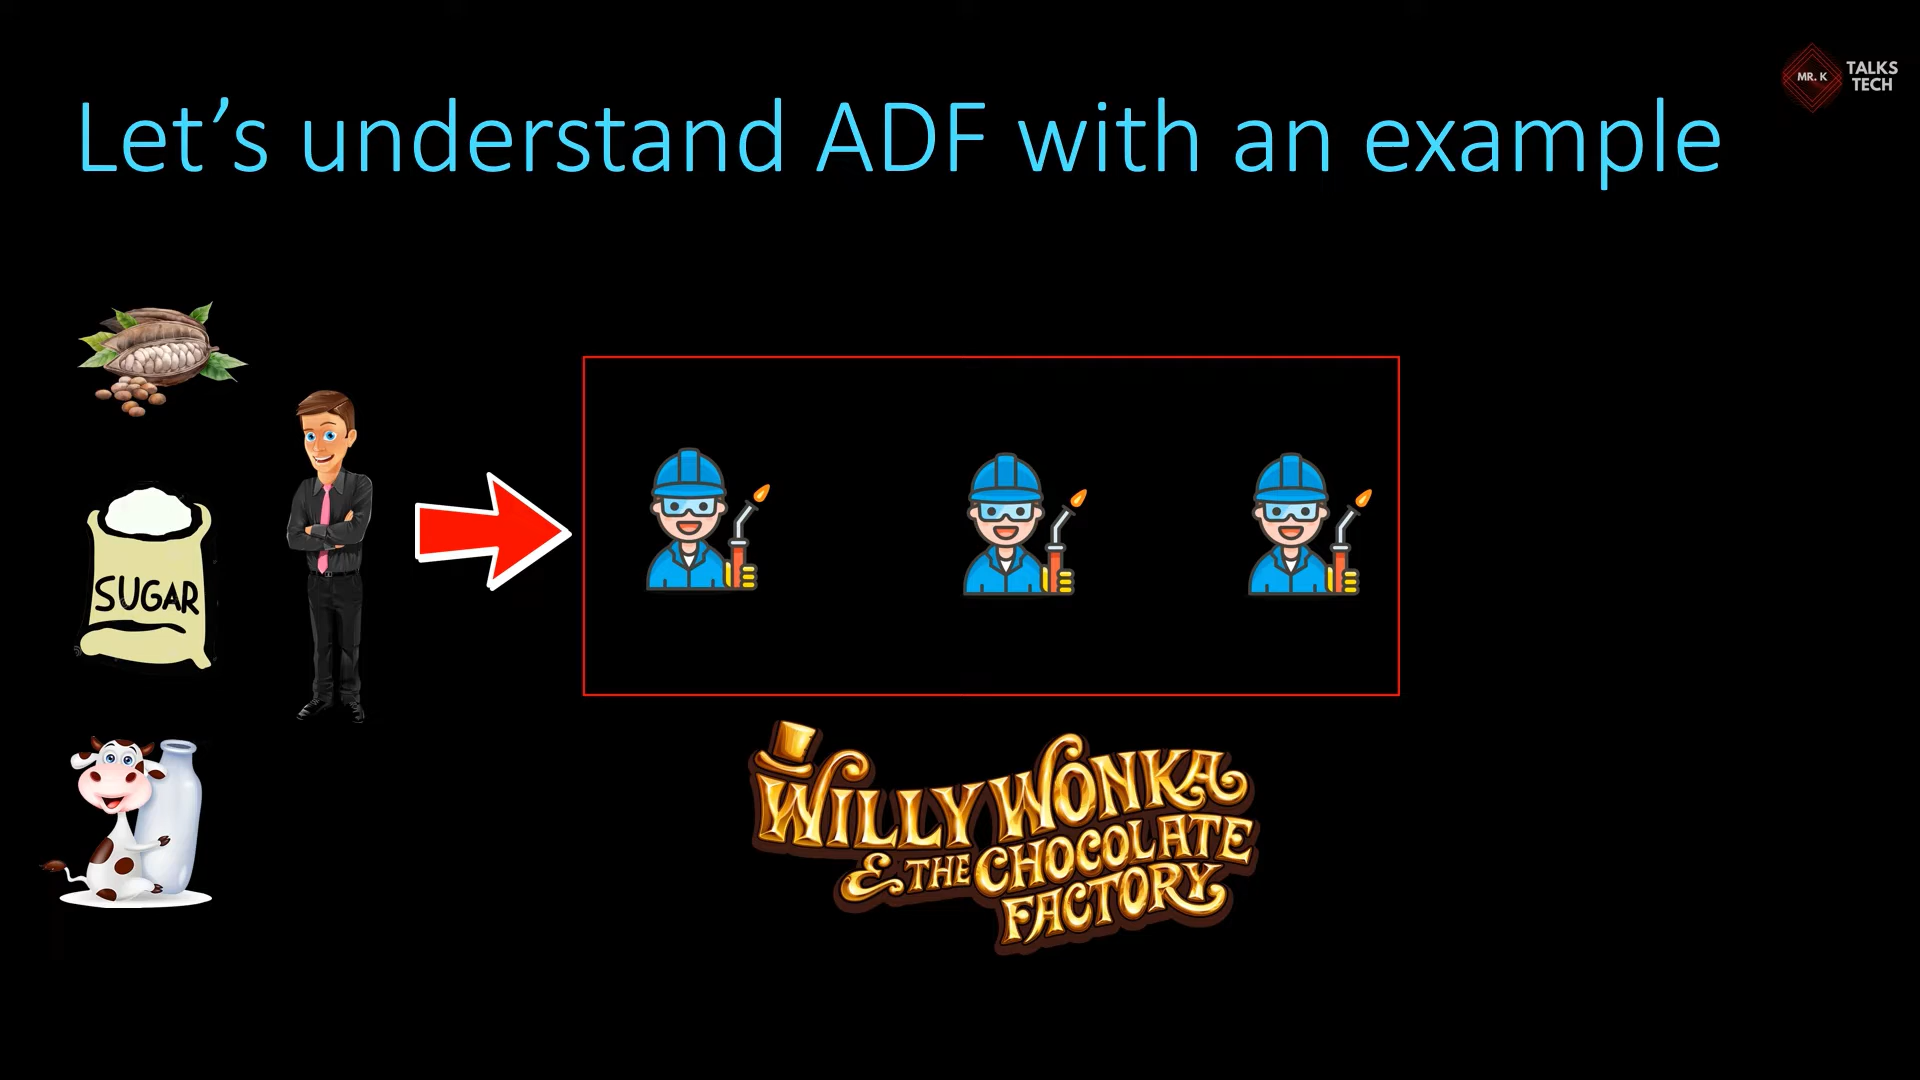 MR. K
TALKS
TECH
Let’s understand ADF with an example
SUGAR
WILLY WONKA
& THE CHOCOLATE
FACTORY